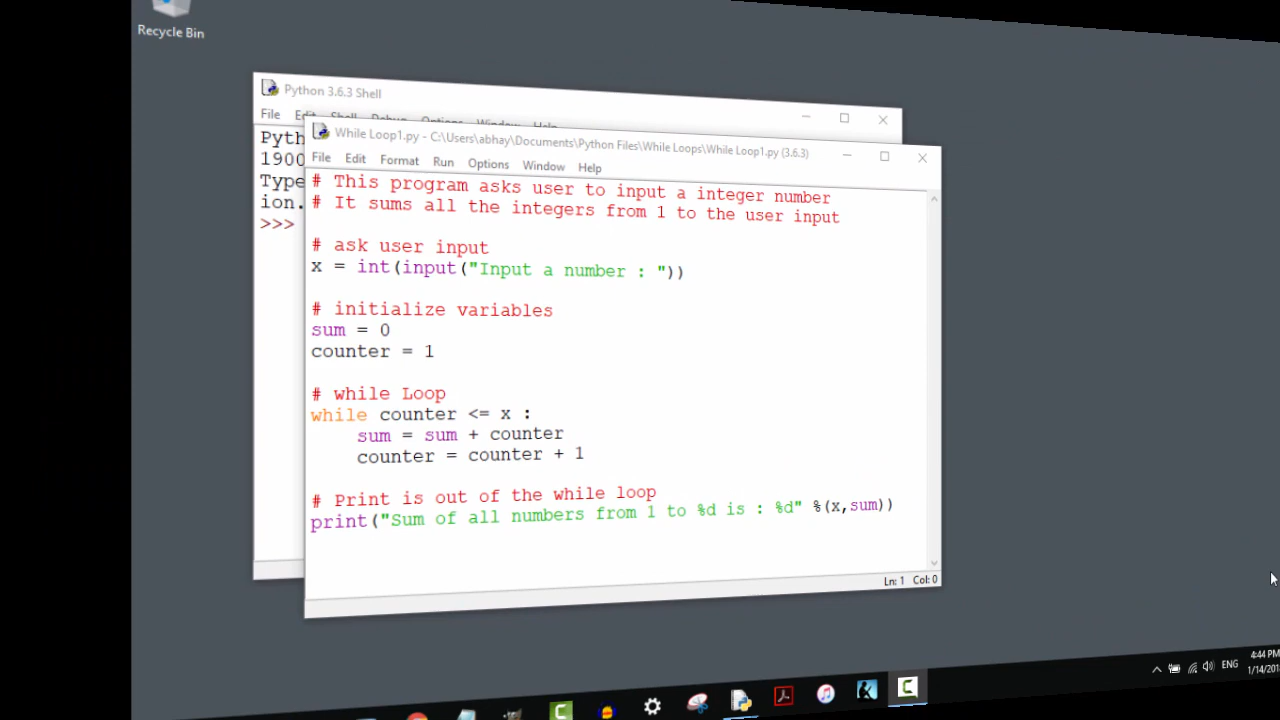 Recycle Bin
Python 3.6.3 Shell
File
While Loop1.py - C:\Users\abhay\Documents\Python Files\While Loops\While Loop1.py (3.6.3)
File Edit Format Run Options Window Help
# This program asks user to input a integer number
# It sums all the integers from 1 to the user input
# ask user input
x = int(input("Input a number : "))
# initialize variables
sum = 0
counter = 1
# while Loop
while counter <= x :
sum = sum + counter
counter = counter + 1
# Print is out of the while loop
print("Sum of all numbers from 1 to %d is : %d" %(x,sum))
Ln: 1 Col: 0
Pyth
1900
Type
ion.
>>>
ENG
4:44 PM